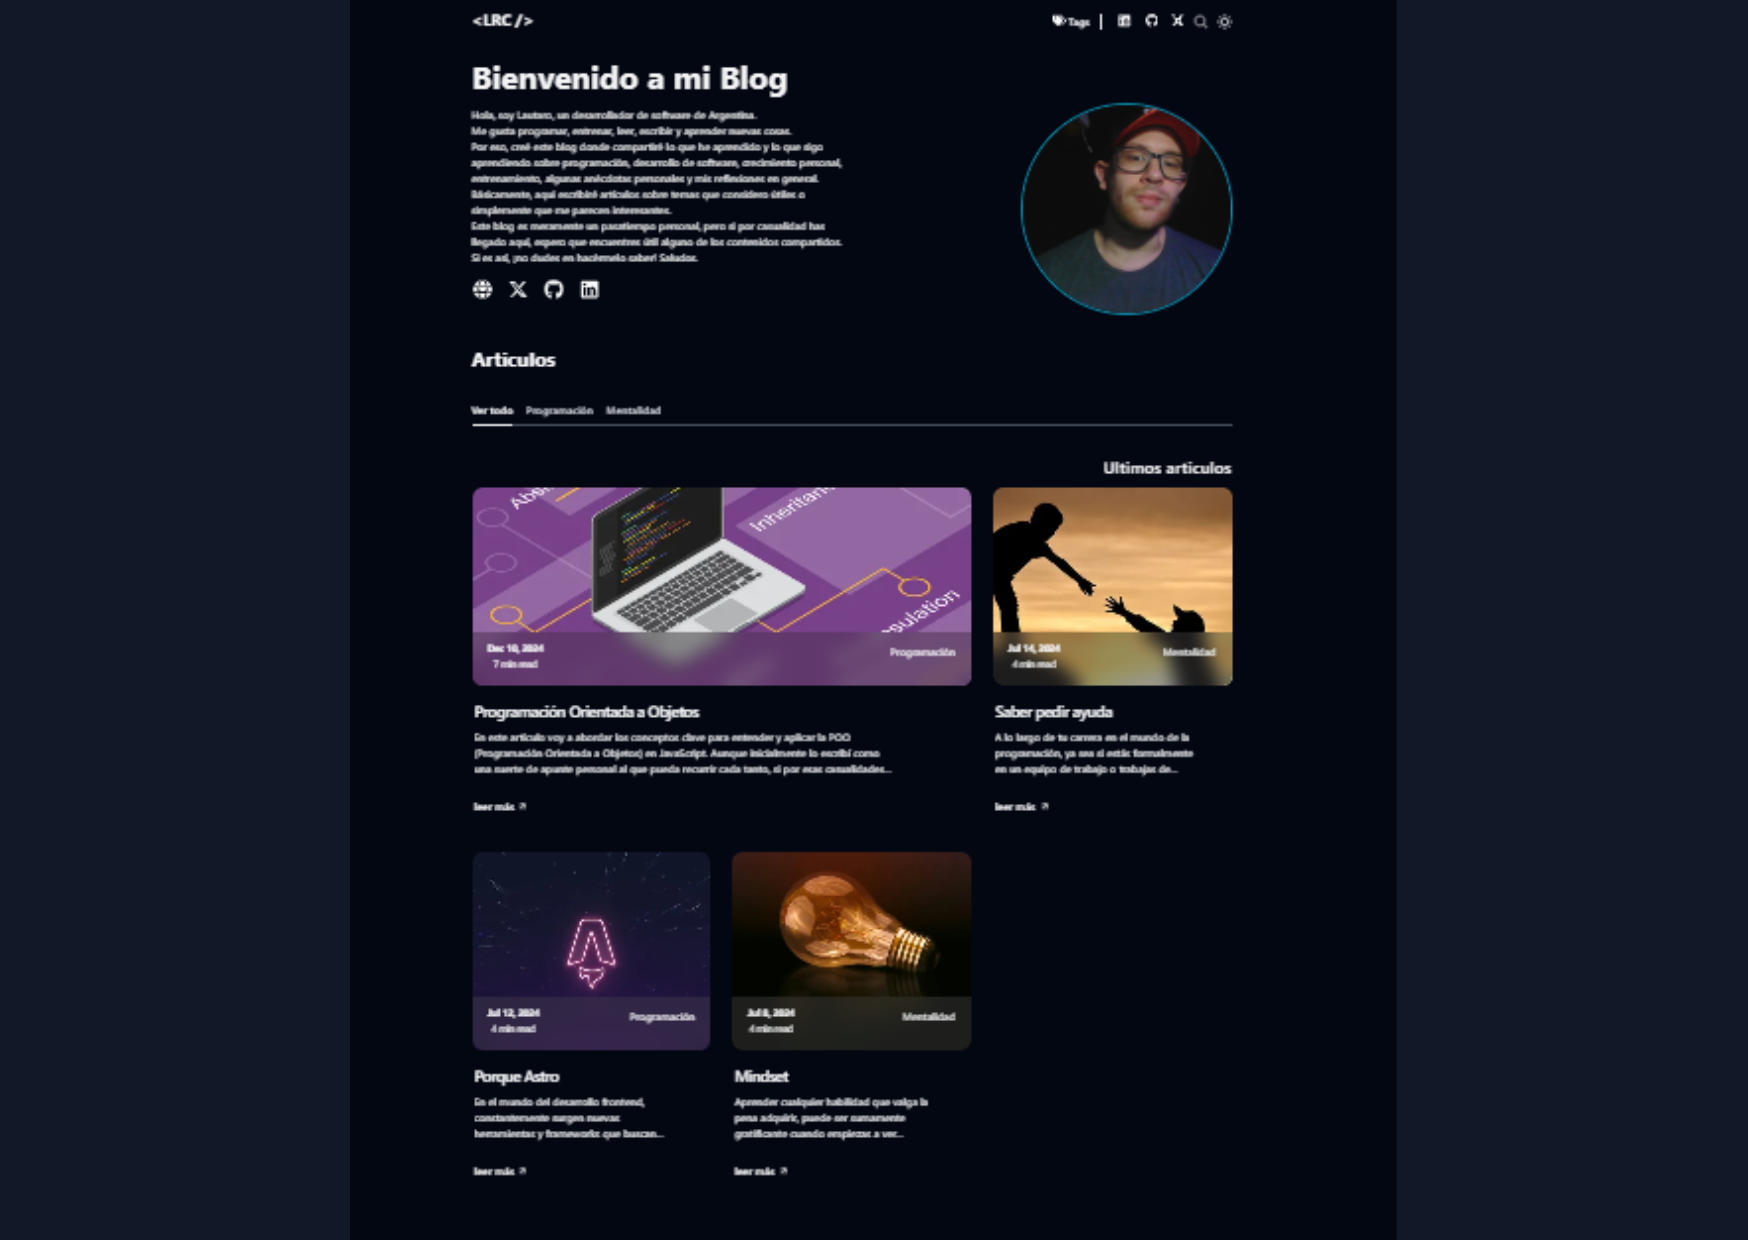 <LRC />
Tags |
Bienvenido a mi Blog
Hola, soy Lautaro, un desarrollador de software de Argentina.
Me gusta programar, entrenar, leer, escribir y aprender nuevas cosas.
Por eso, creé este blog donde compartiré lo que he aprendido y lo que sigo
aprendiendo sobre programación, desarrollo de software, crecimiento personal,
entrenamiento, algunas anécdotas personales y mis reflexiones en general.
Básicamente, aquí escribiré artículos sobre temas que considero útiles o
simplemente que me parecen interesantes.
Este blog es meramente un pasatiempo personal, pero si por casualidad has
llegado aquí, espero que encuentres útil alguno de los contenidos compartidos.
Si es así, ¡no dudes en hacérmelo saber! Saludos.
Artículos
Ver todo Programación Mentalidad
Ultimos articulos
Inheritan
sulation
Dec 10, 2024
7 min read
Programación
Programación Orientada a Objetos
En este artículo voy a abordar los conceptos clave para entender y aplicar la POO
(Programación Orientada a Objetos) en JavaScript. Aunque inicialmente lo escribí como
una suerte de apunte personal al que pueda recurrir cada tanto, si por esas casualidades...
leer más
Jul 14, 2024
4 min read
Mentalidad
Saber pedir ayuda
A lo largo de tu carrera en el mundo de la
programación, ya sea si estás formalmente
en un equipo de trabajo o trabajas de...
leer más
Jul 12, 2024
4 min read
Programación
Porque Astro
En el mundo del desarrollo frontend,
constantemente surgen nuevas
herramientas y frameworks que buscan...
leer más
Jul 8, 2024
4 min read
Mentalidad
Mindset
Aprender cualquier habilidad que valga la
pena adquirir, puede ser sumamente
gratificante cuando empiezas a ver...
leer más